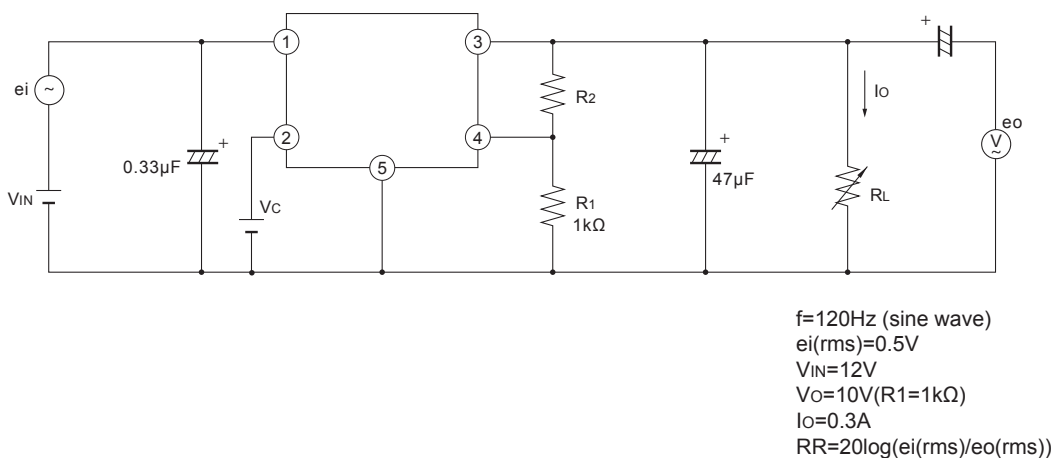 +
1
3
ei
~
+
R2
IO
eo
2
4
+
V
~
0.33µF
5
47µF
VIN
VC
R1
1kΩ
RL
f=120Hz (sine wave)
ei(rms)=0.5V
VIN=12V
VO=10V(R1=1kΩ)
IO=0.3A
RR=20log(ei(rms)/eo(rms))